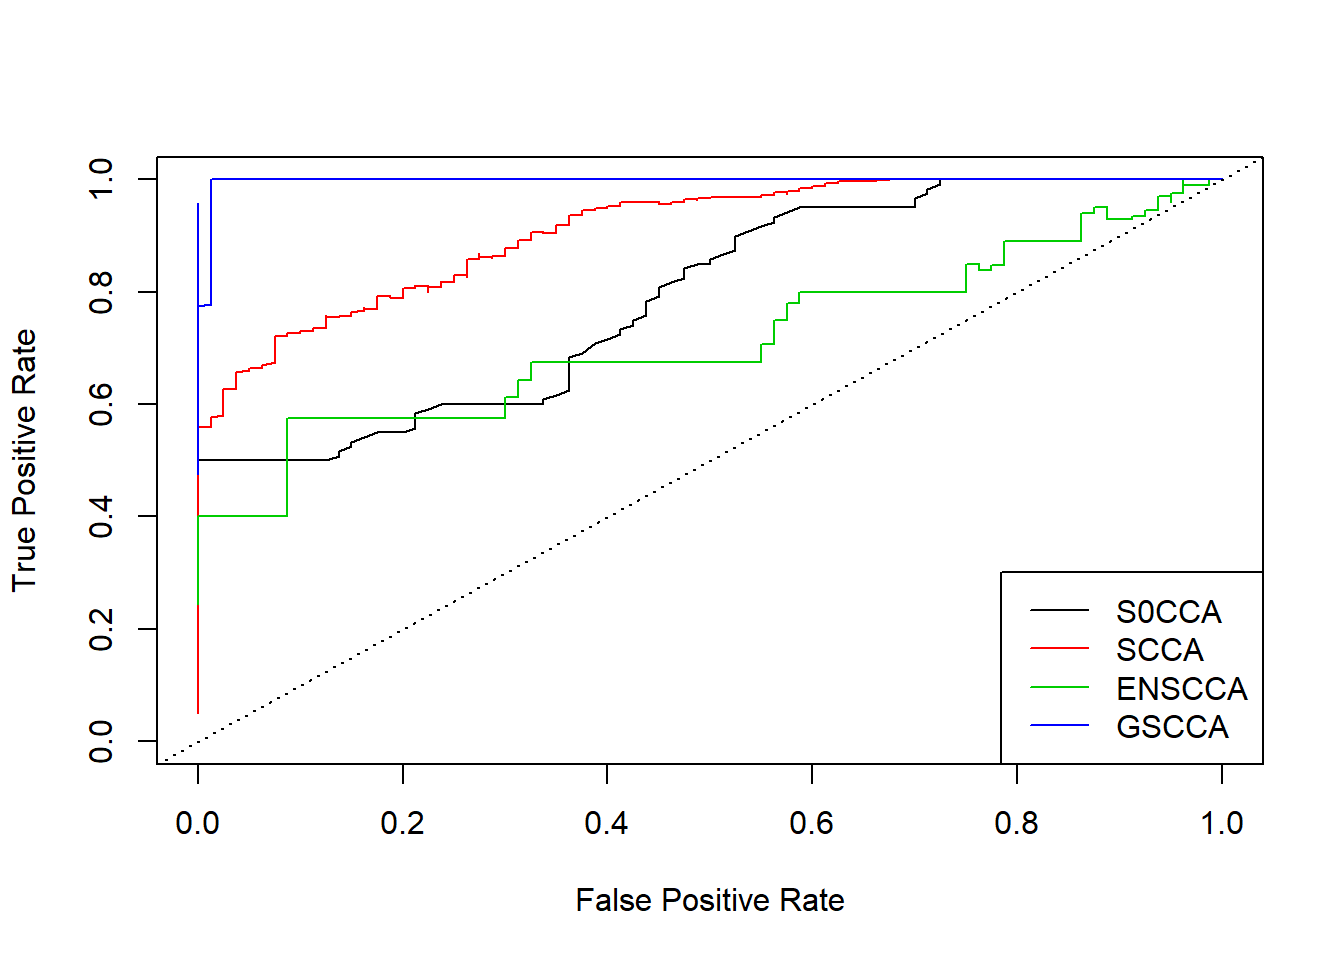 True Positive Rate
1.0
0.8
0.6
0.4
0.2
0.0
S0CCA
SCCA
ENSCCA
GSCCA
0.0 0.2 0.4 0.6 0.8 1.0
False Positive Rate